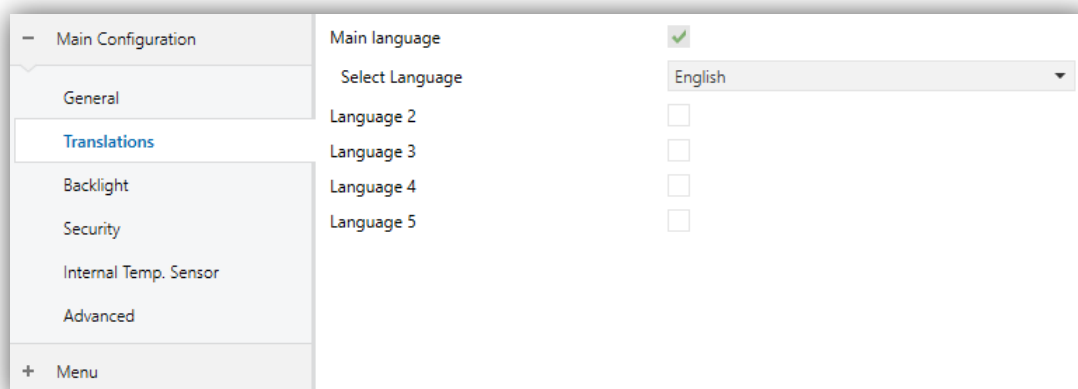 Main Configuration
General
Translations
Backlight
Security
Internal Temp. Sensor
Advanced
Menu
Main language
Select Language
English
Language 2
Language 3
Language 4
Language 5